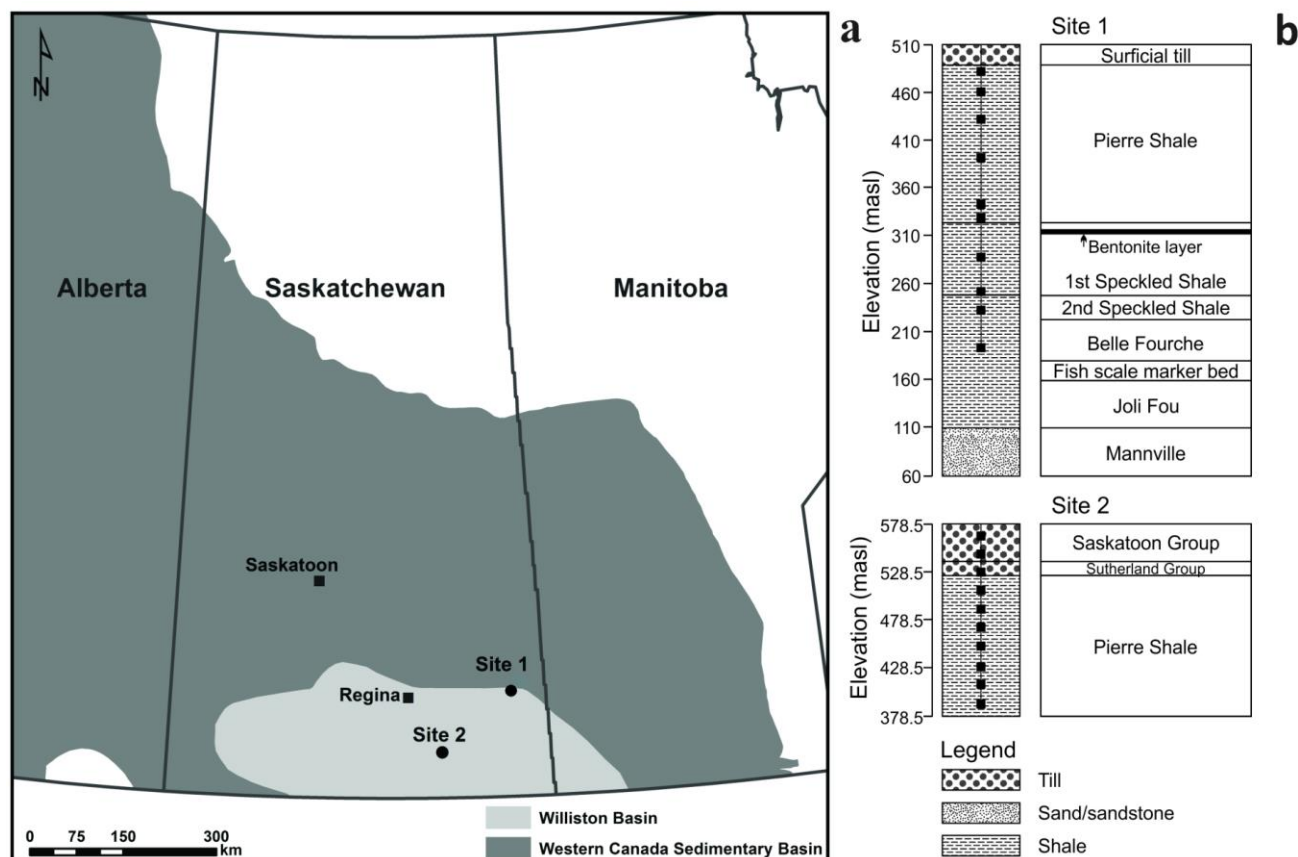 N
Alberta
Saskatchewan
Manitoba
Saskatoon
Regina
Site 1
Site 2
0 75 150 300
km
Williston Basin
Western Canada Sedimentary Basin
a
b
Site 1
Elevation (masl)
510
460
410
360
310
260
210
160
110
60
Surficial till
Pierre Shale
Bentonite layer
1st Speckled Shale
2nd Speckled Shale
Belle Fourche
Fish scale marker bed
Joli Fou
Mannville
Site 2
Elevation (masl)
578.5
528.5
478.5
428.5
378.5
Saskatoon Group
Sutherland Group
Pierre Shale
Legend
Till
Sand/sandstone
Shale